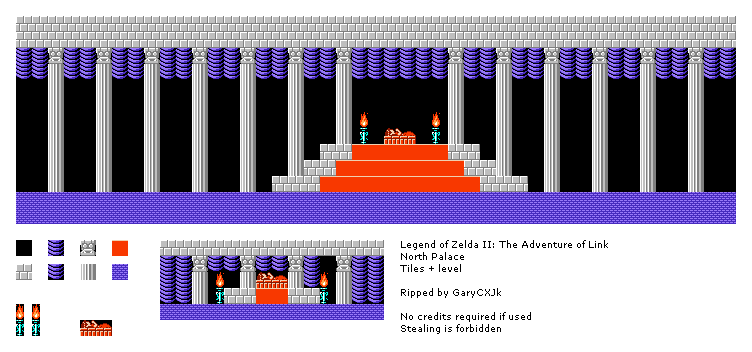 Legend of Zelda II: The Adventure of Link
North Palace
Tiles + level
Ripped by GaryCXJk
No credits required if used
Stealing is forbidden